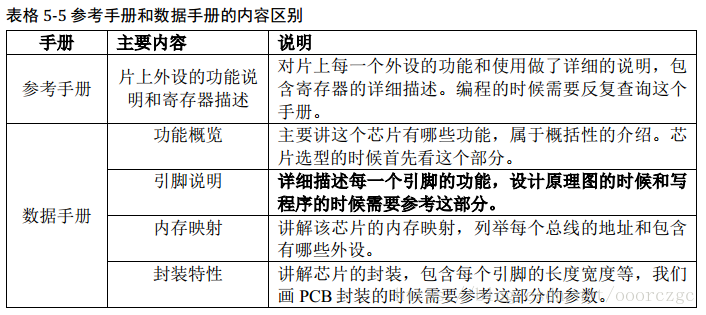 表格 5-5 参考手册和数据手册的内容区别
手册 主要内容 说明
参考手册
片上外设的功能说
明和寄存器描述
对片上每一个外设的功能和使用做了详细的说明，包
含寄存器的详细描述。编程的时候需要反复查询这个
手册。
数据手册
功能概览
主要讲这个芯片有哪些功能，属于概括性的介绍。芯
片选型的时候首先看这个部分。
引脚说明
详细描述每一个引脚的功能，设计原理图的时候和写
程序的时候需要参考这部分。
内存映射
讲解该芯片的内存映射，列举每个总线的地址和包含
有哪些外设。
封装特性
讲解芯片的封装，包含每个引脚的长度宽度等，我们
画 PCB 封装的时候需要参考这部分的参数。